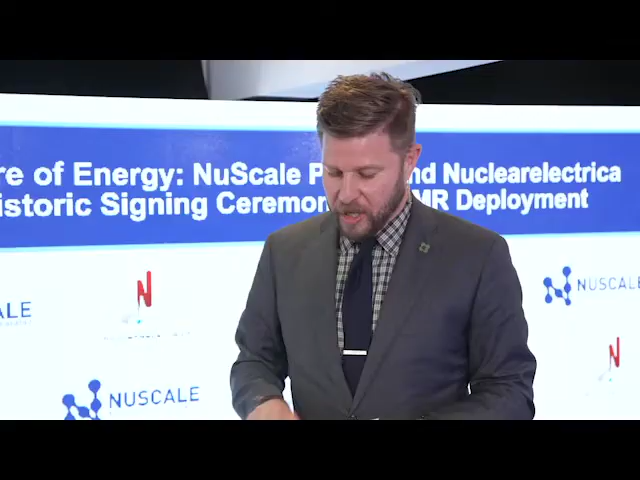 re of Energy: NuScale P nd Nuclearelectrica
istoric Signing Ceremon MR Deployment
NUSCALE
ALE
N
N
NUSCALE